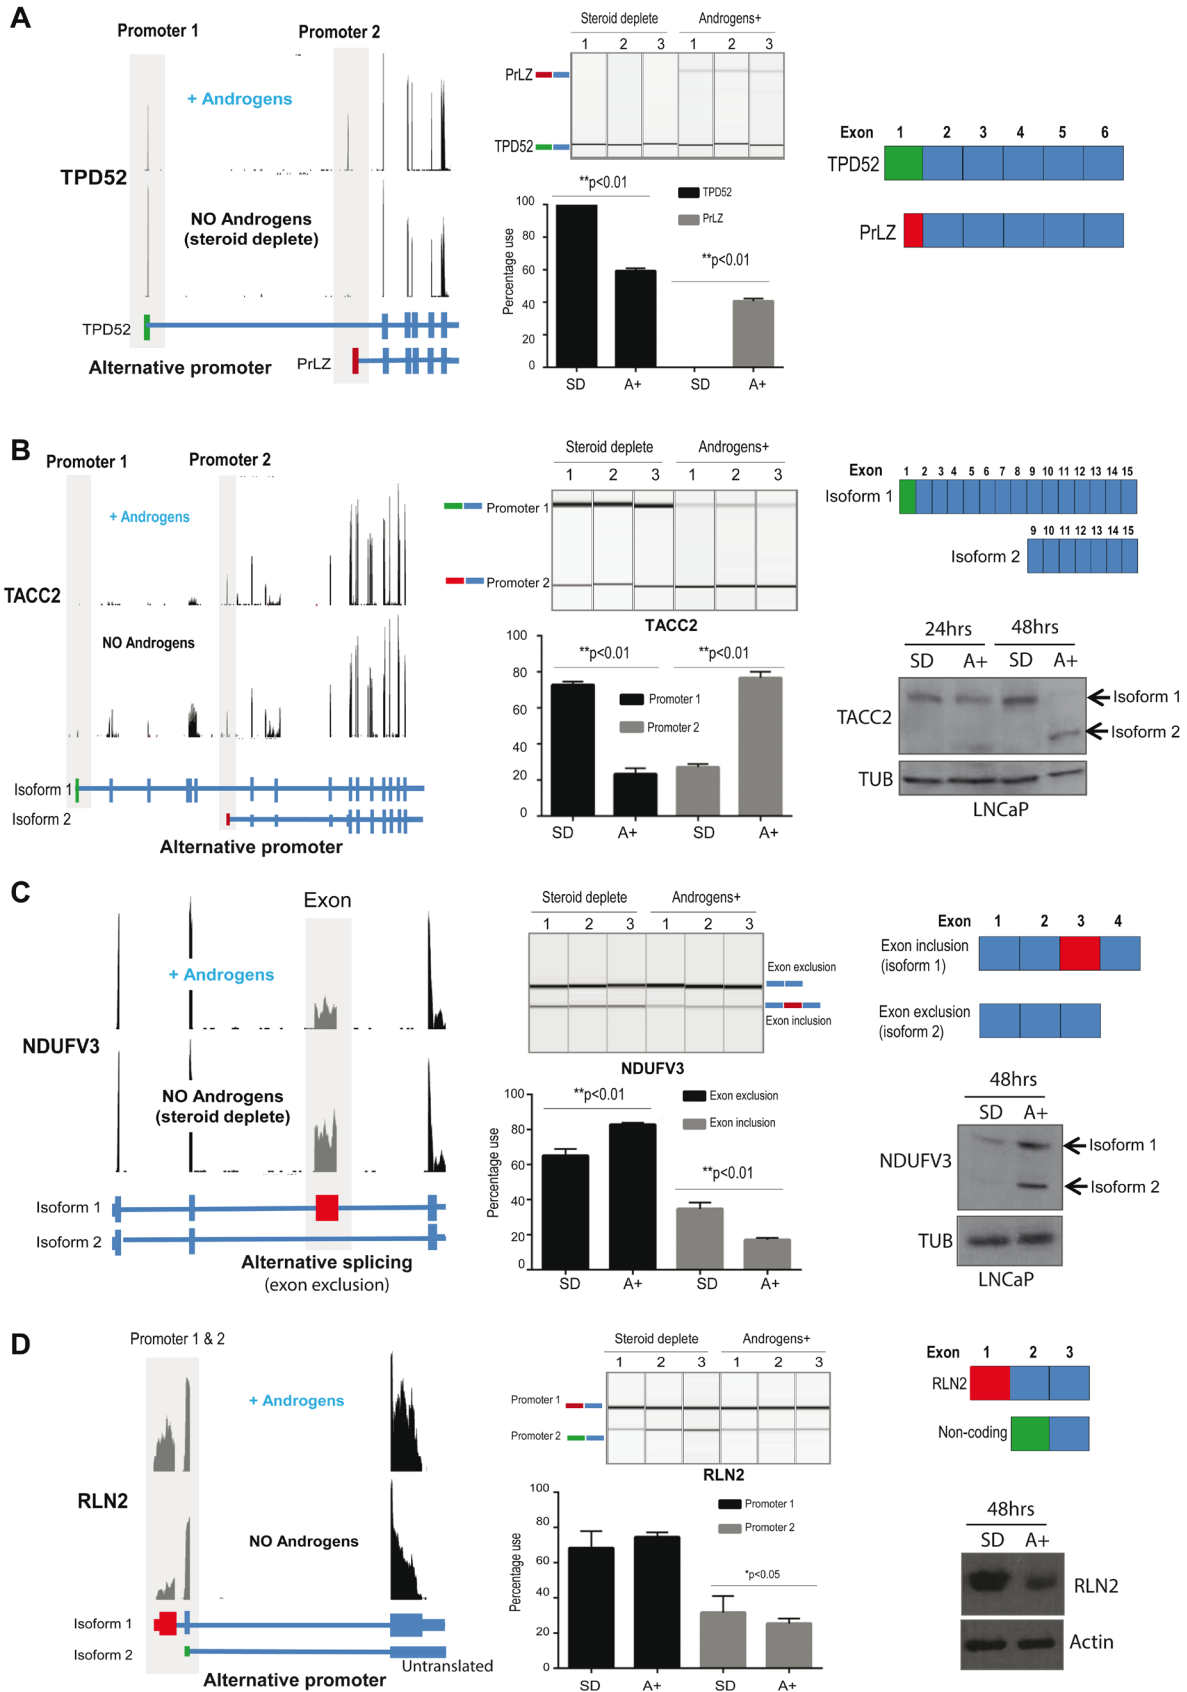 A
Promoter 1
Promoter 2
+ Androgens
TPD52
NO Androgens
(steroid deplete)
TPD52
Alternative promoter
PrLZ
Steroid deplete
Androgens+
1 2 3 1 2 3
PrLZ
TPD52
**p<0.01
TPD52
PrLZ
**p<0.01
Percentage use
100
80
60
40
20
0
SD A+ SD A+
Exon 1 2 3 4 5 6
TPD52
PrLZ
B
Promoter 1
Promoter 2
+ Androgens
TACC2
NO Androgens
Isoform 1
Isoform 2
Alternative promoter
Steroid deplete
Androgens+
1 2 3 1 2 3
Promoter 1
Promoter 2
TACC2
**p<0.01
**p<0.01
Promoter 1
Promoter 2
Percentage use
100
80
60
40
20
0
SD A+ SD A+
Exon 1 2 3 4 5 6 7 8 9 10 11 12 13 14 15
Isoform 1
9 10 11 12 13 14 15
Isoform 2
24hrs 48hrs
SD A+ SD A+
TACC2
Isoform 1
Isoform 2
TUB
LNCaP
C
Exon
+ Androgens
NDUFV3
NO Androgens
(steroid deplete)
Isoform 1
Isoform 2
Alternative splicing
(exon exclusion)
Steroid deplete
Androgens+
1 2 3 1 2 3
Exon exclusion
Exon inclusion
NDUFV3
**p<0.01
Exon exclusion
Exon inclusion
**p<0.01
Percentage use
100
80
60
40
20
0
SD A+ SD A+
Exon 1 2 3 4
Exon inclusion
(isoform 1)
Exon exclusion
(isoform 2)
48hrs
SD A+
NDUFV3
Isoform 1
Isoform 2
TUB
LNCaP
D
Promoter 1 & 2
+ Androgens
RLN2
NO Androgens
Isoform 1
Isoform 2
Untranslated
Alternative promoter
Steroid deplete
Androgens+
1 2 3 1 2 3
Promoter 1
Promoter 2
RLN2
Promoter 1
Promoter 2
*p<0.05
Percentage use
100
80
60
40
20
0
SD A+ SD A+
Exon 1 2 3
RLN2
Non-coding
48hrs
SD A+
RLN2
Actin